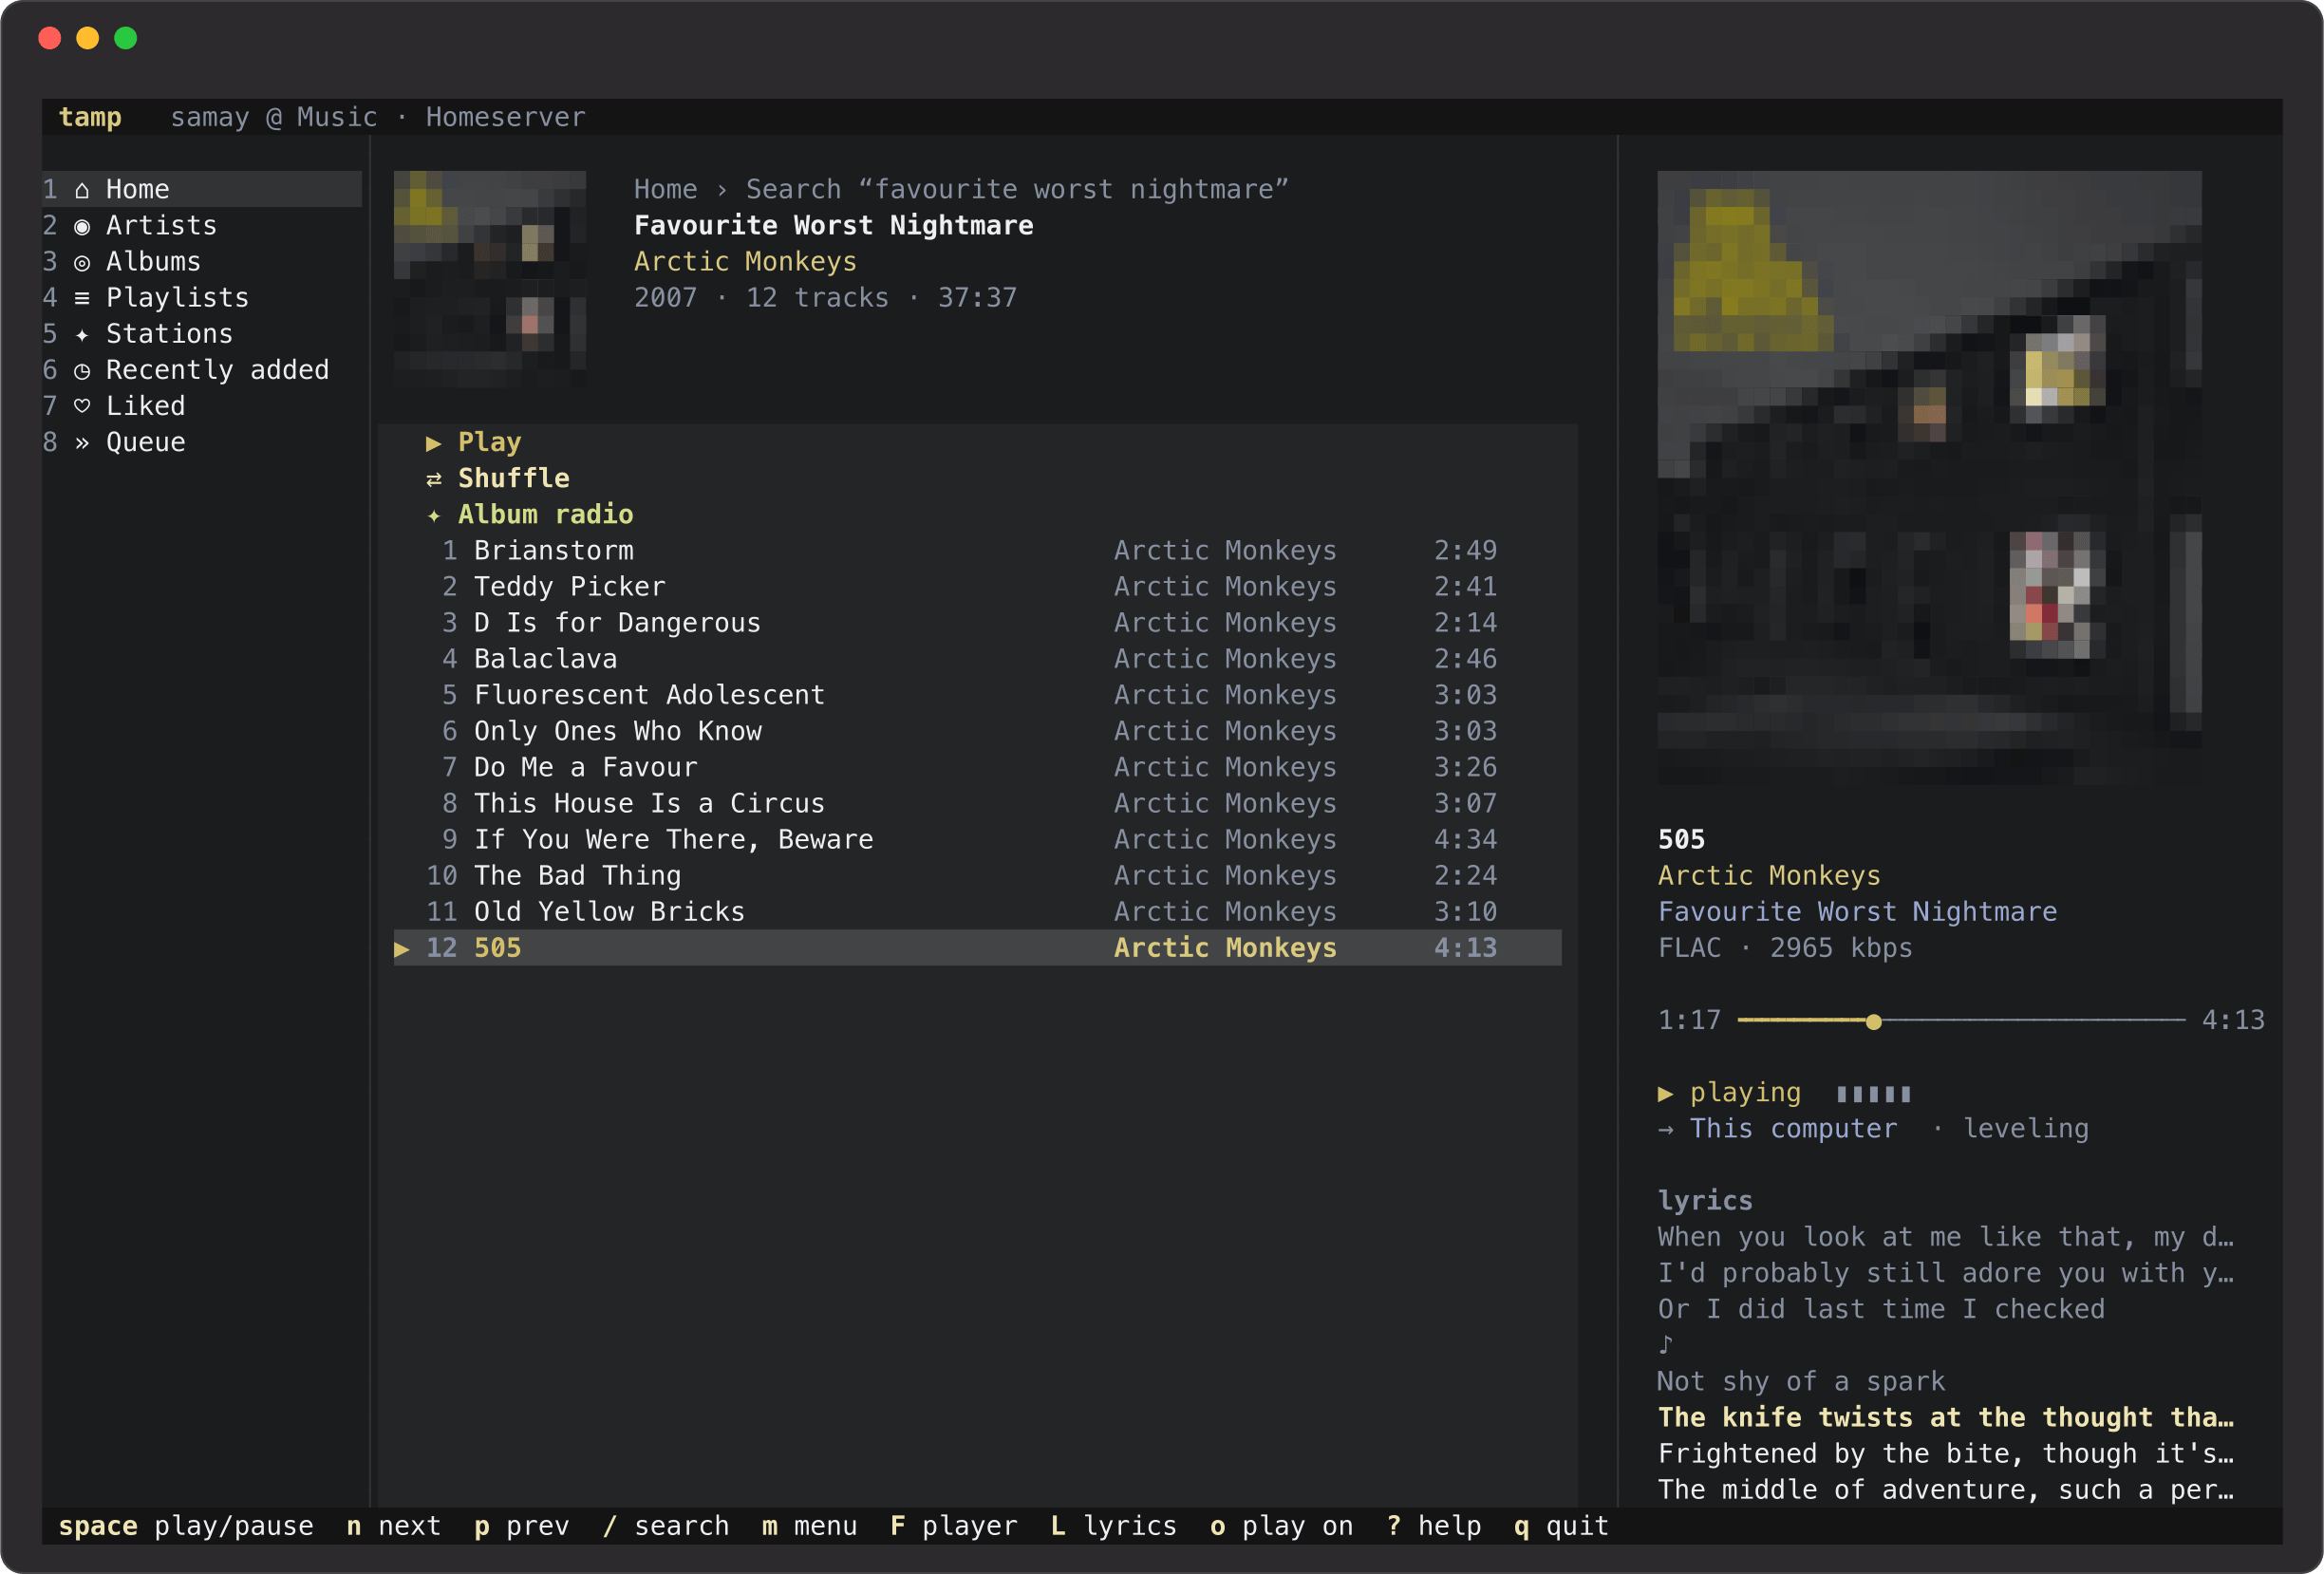 tamp samay @ Music · Homeserver
1 ⌂ Home
2 ◉ Artists
3 ◎ Albums
4 ≡ Playlists
5 ✦ Stations
6 ◷ Recently added
7 ♡ Liked
8 » Queue
Home › Search “favourite worst nightmare”
Favourite Worst Nightmare
Arctic Monkeys
2007 · 12 tracks · 37:37
▶ Play
⇄ Shuffle
✦ Album radio
1 Brianstorm Arctic Monkeys 2:49
2 Teddy Picker Arctic Monkeys 2:41
3 D Is for Dangerous Arctic Monkeys 2:14
4 Balaclava Arctic Monkeys 2:46
5 Fluorescent Adolescent Arctic Monkeys 3:03
6 Only Ones Who Know Arctic Monkeys 3:03
7 Do Me a Favour Arctic Monkeys 3:26
8 This House Is a Circus Arctic Monkeys 3:07
9 If You Were There, Beware Arctic Monkeys 4:34
10 The Bad Thing Arctic Monkeys 2:24
11 Old Yellow Bricks Arctic Monkeys 3:10
▶ 12 505 Arctic Monkeys 4:13
505
Arctic Monkeys
Favourite Worst Nightmare
FLAC · 2965 kbps
1:17 4:13
▶ playing ▮▮▮▮▮
→ This computer · leveling
lyrics
When you look at me like that, my d…
I'd probably still adore you with y…
Or I did last time I checked
♪
Not shy of a spark
The knife twists at the thought tha…
Frightened by the bite, though it's…
The middle of adventure, such a per…
space play/pause n next p prev / search m menu F player L lyrics o play on ? help q quit